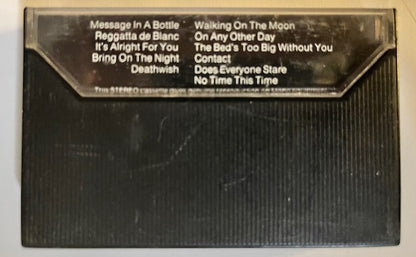 Message In A Bottle
Reggatta de Blanc
It's Alright For You
Bring On The Night
Deathwish
Walking On The Moon
On Any Other Day
The Bed's Too Big Without You
Contact
Does Everyone Stare
No Time This Time
This STEREO cassette